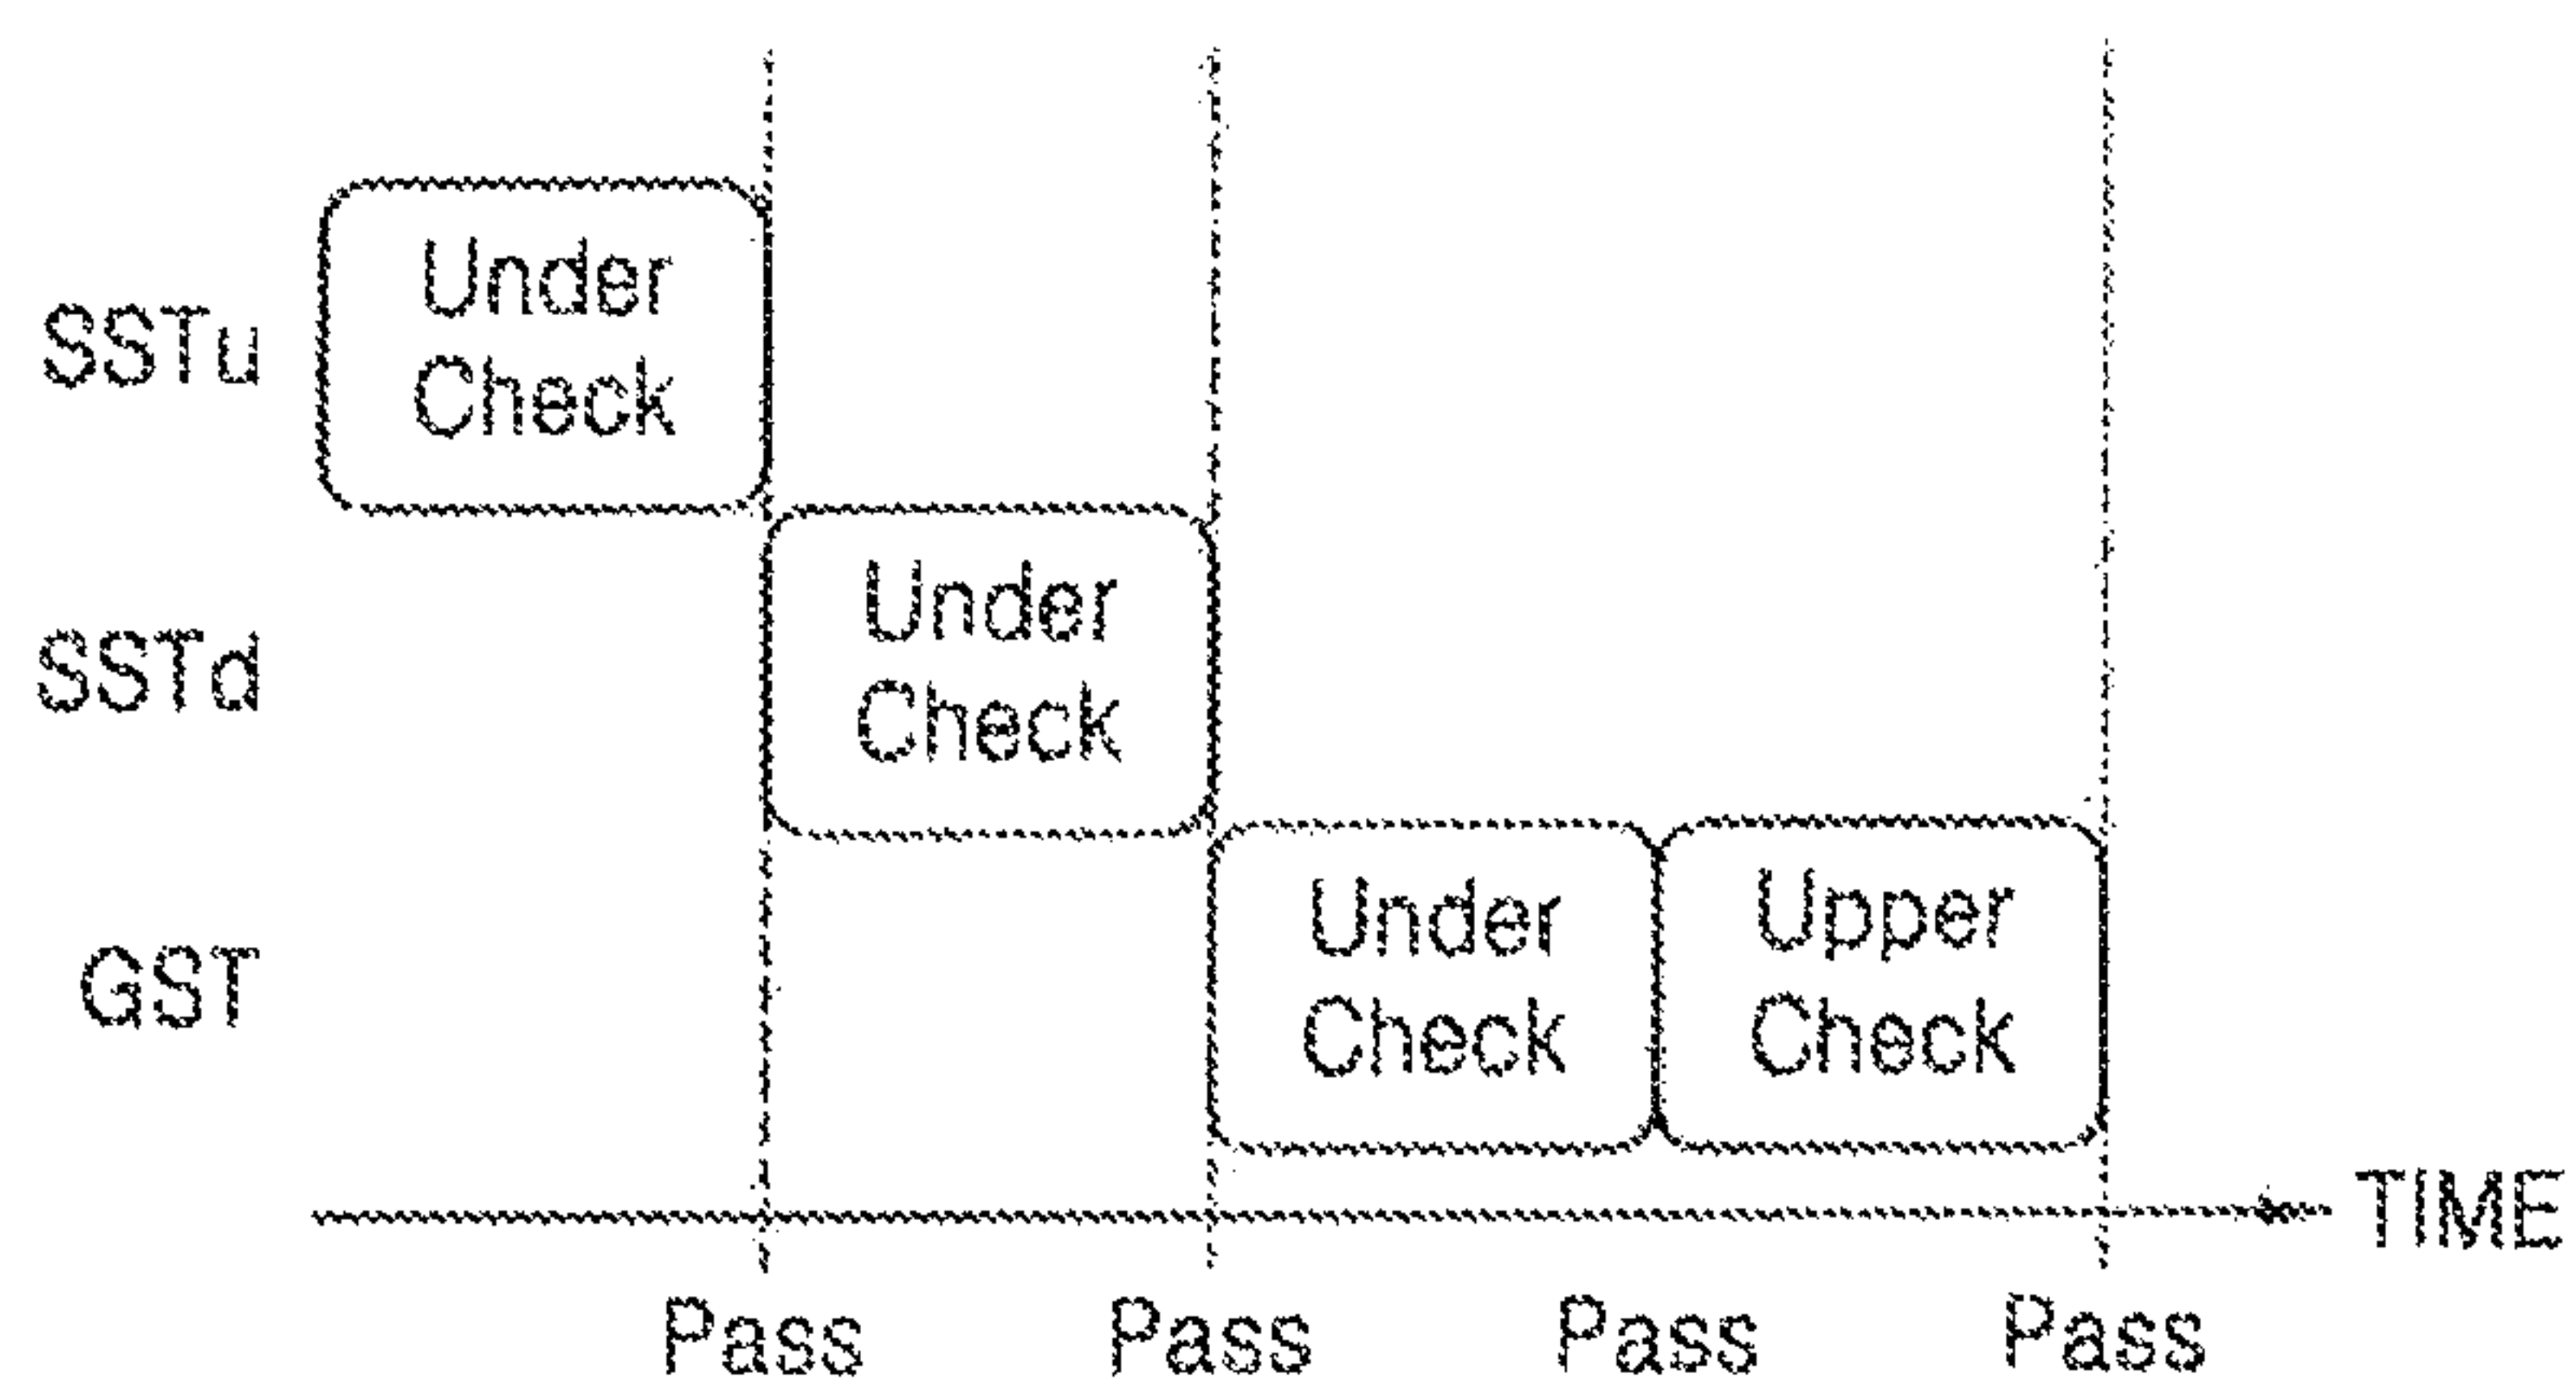 SSTu
Under
Check
SSTd
Under
Check
GST
Under
Check
Upper
Check
TIME
Pass Pass Pass Pass